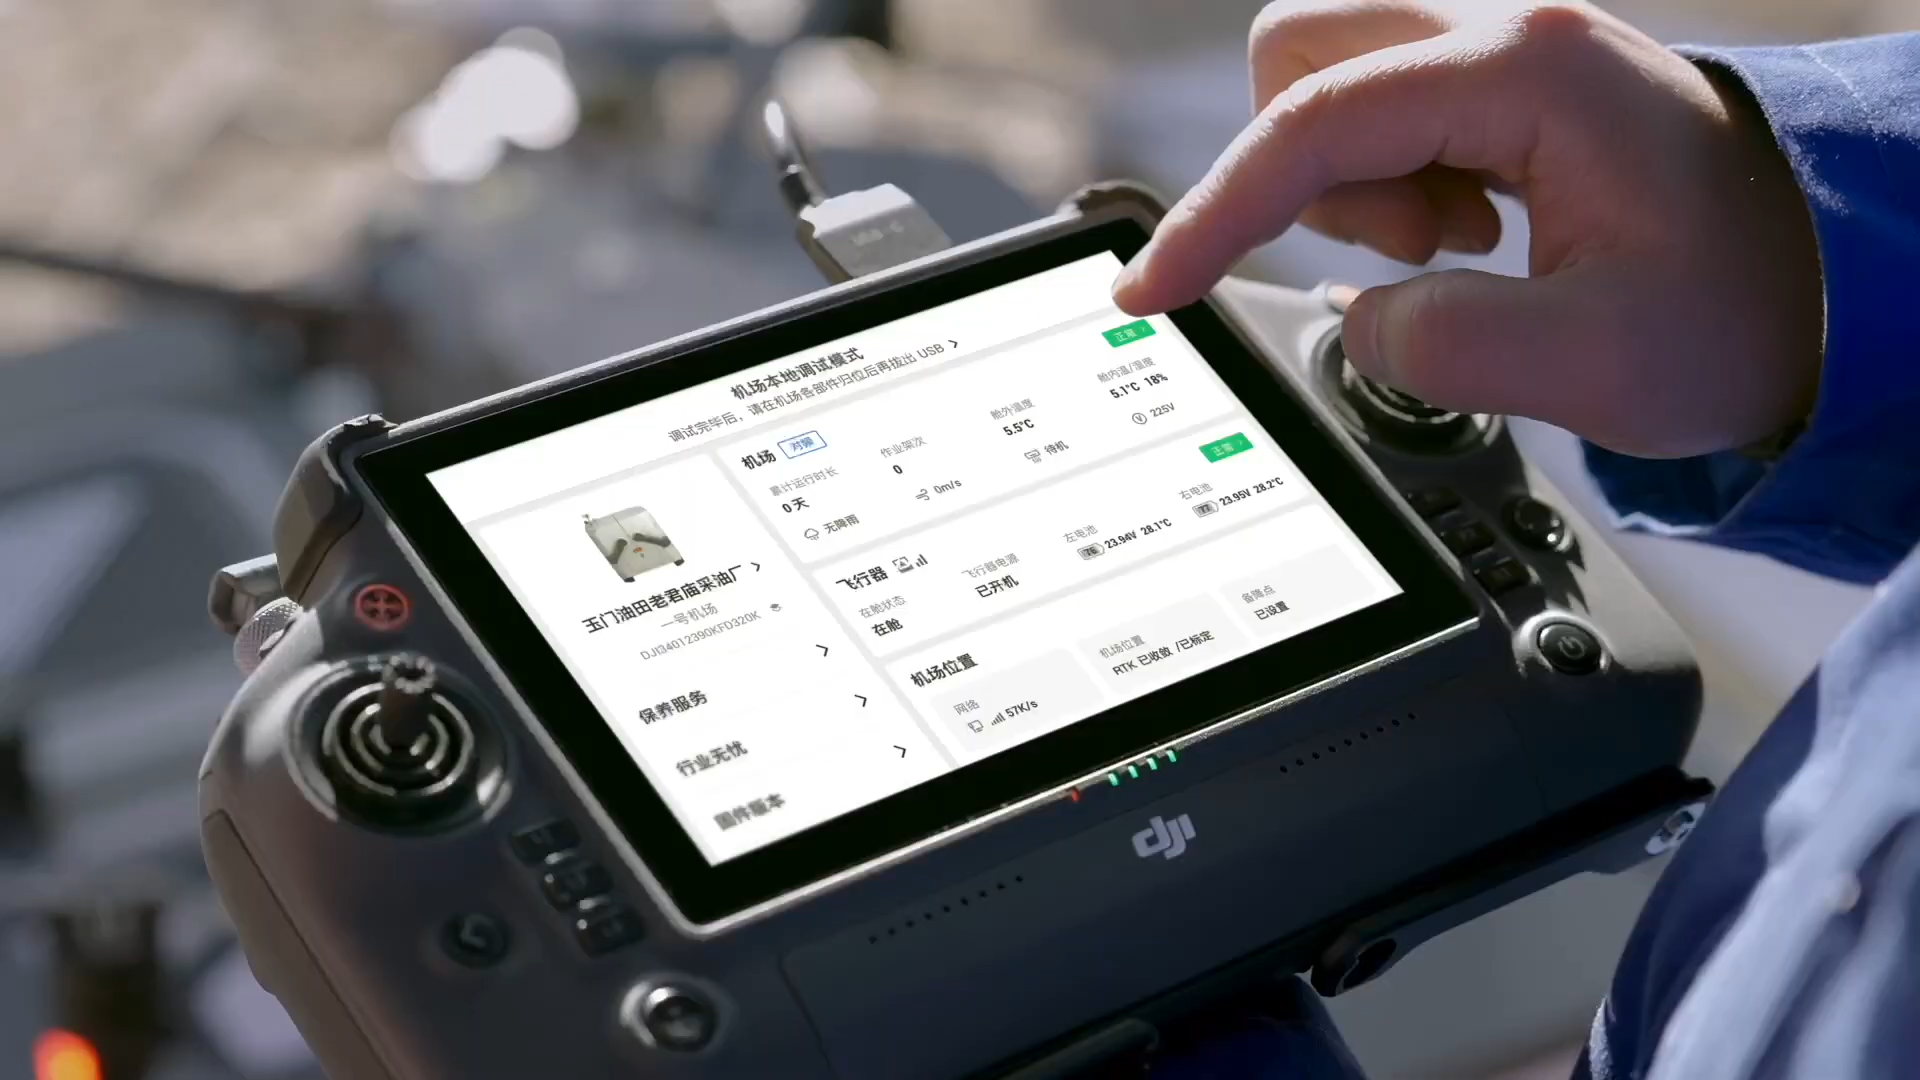 机场本地调试模式
调试完毕后，请在机场各部件归位后再拔出 USB
玉门油田老君庙采油厂
一号机场
DJI34012390KFD320K
保养服务
行业无忧
固件版本
机场 对频
正常
累计运行时长
0 天
作业架次
0
舱外温度
5.5°C
舱内温/湿度
5.1°C 18%
无降雨
0m/s
待机
225V
飞行器
正常
在舱状态
在舱
飞行器电源
已开机
左电池
76 23.94V 28.1°C
右电池
77 23.95V 28.2°C
机场位置
网络
57K/s
机场位置
RTK 已收敛 /已标定
备降点
已设置
dji